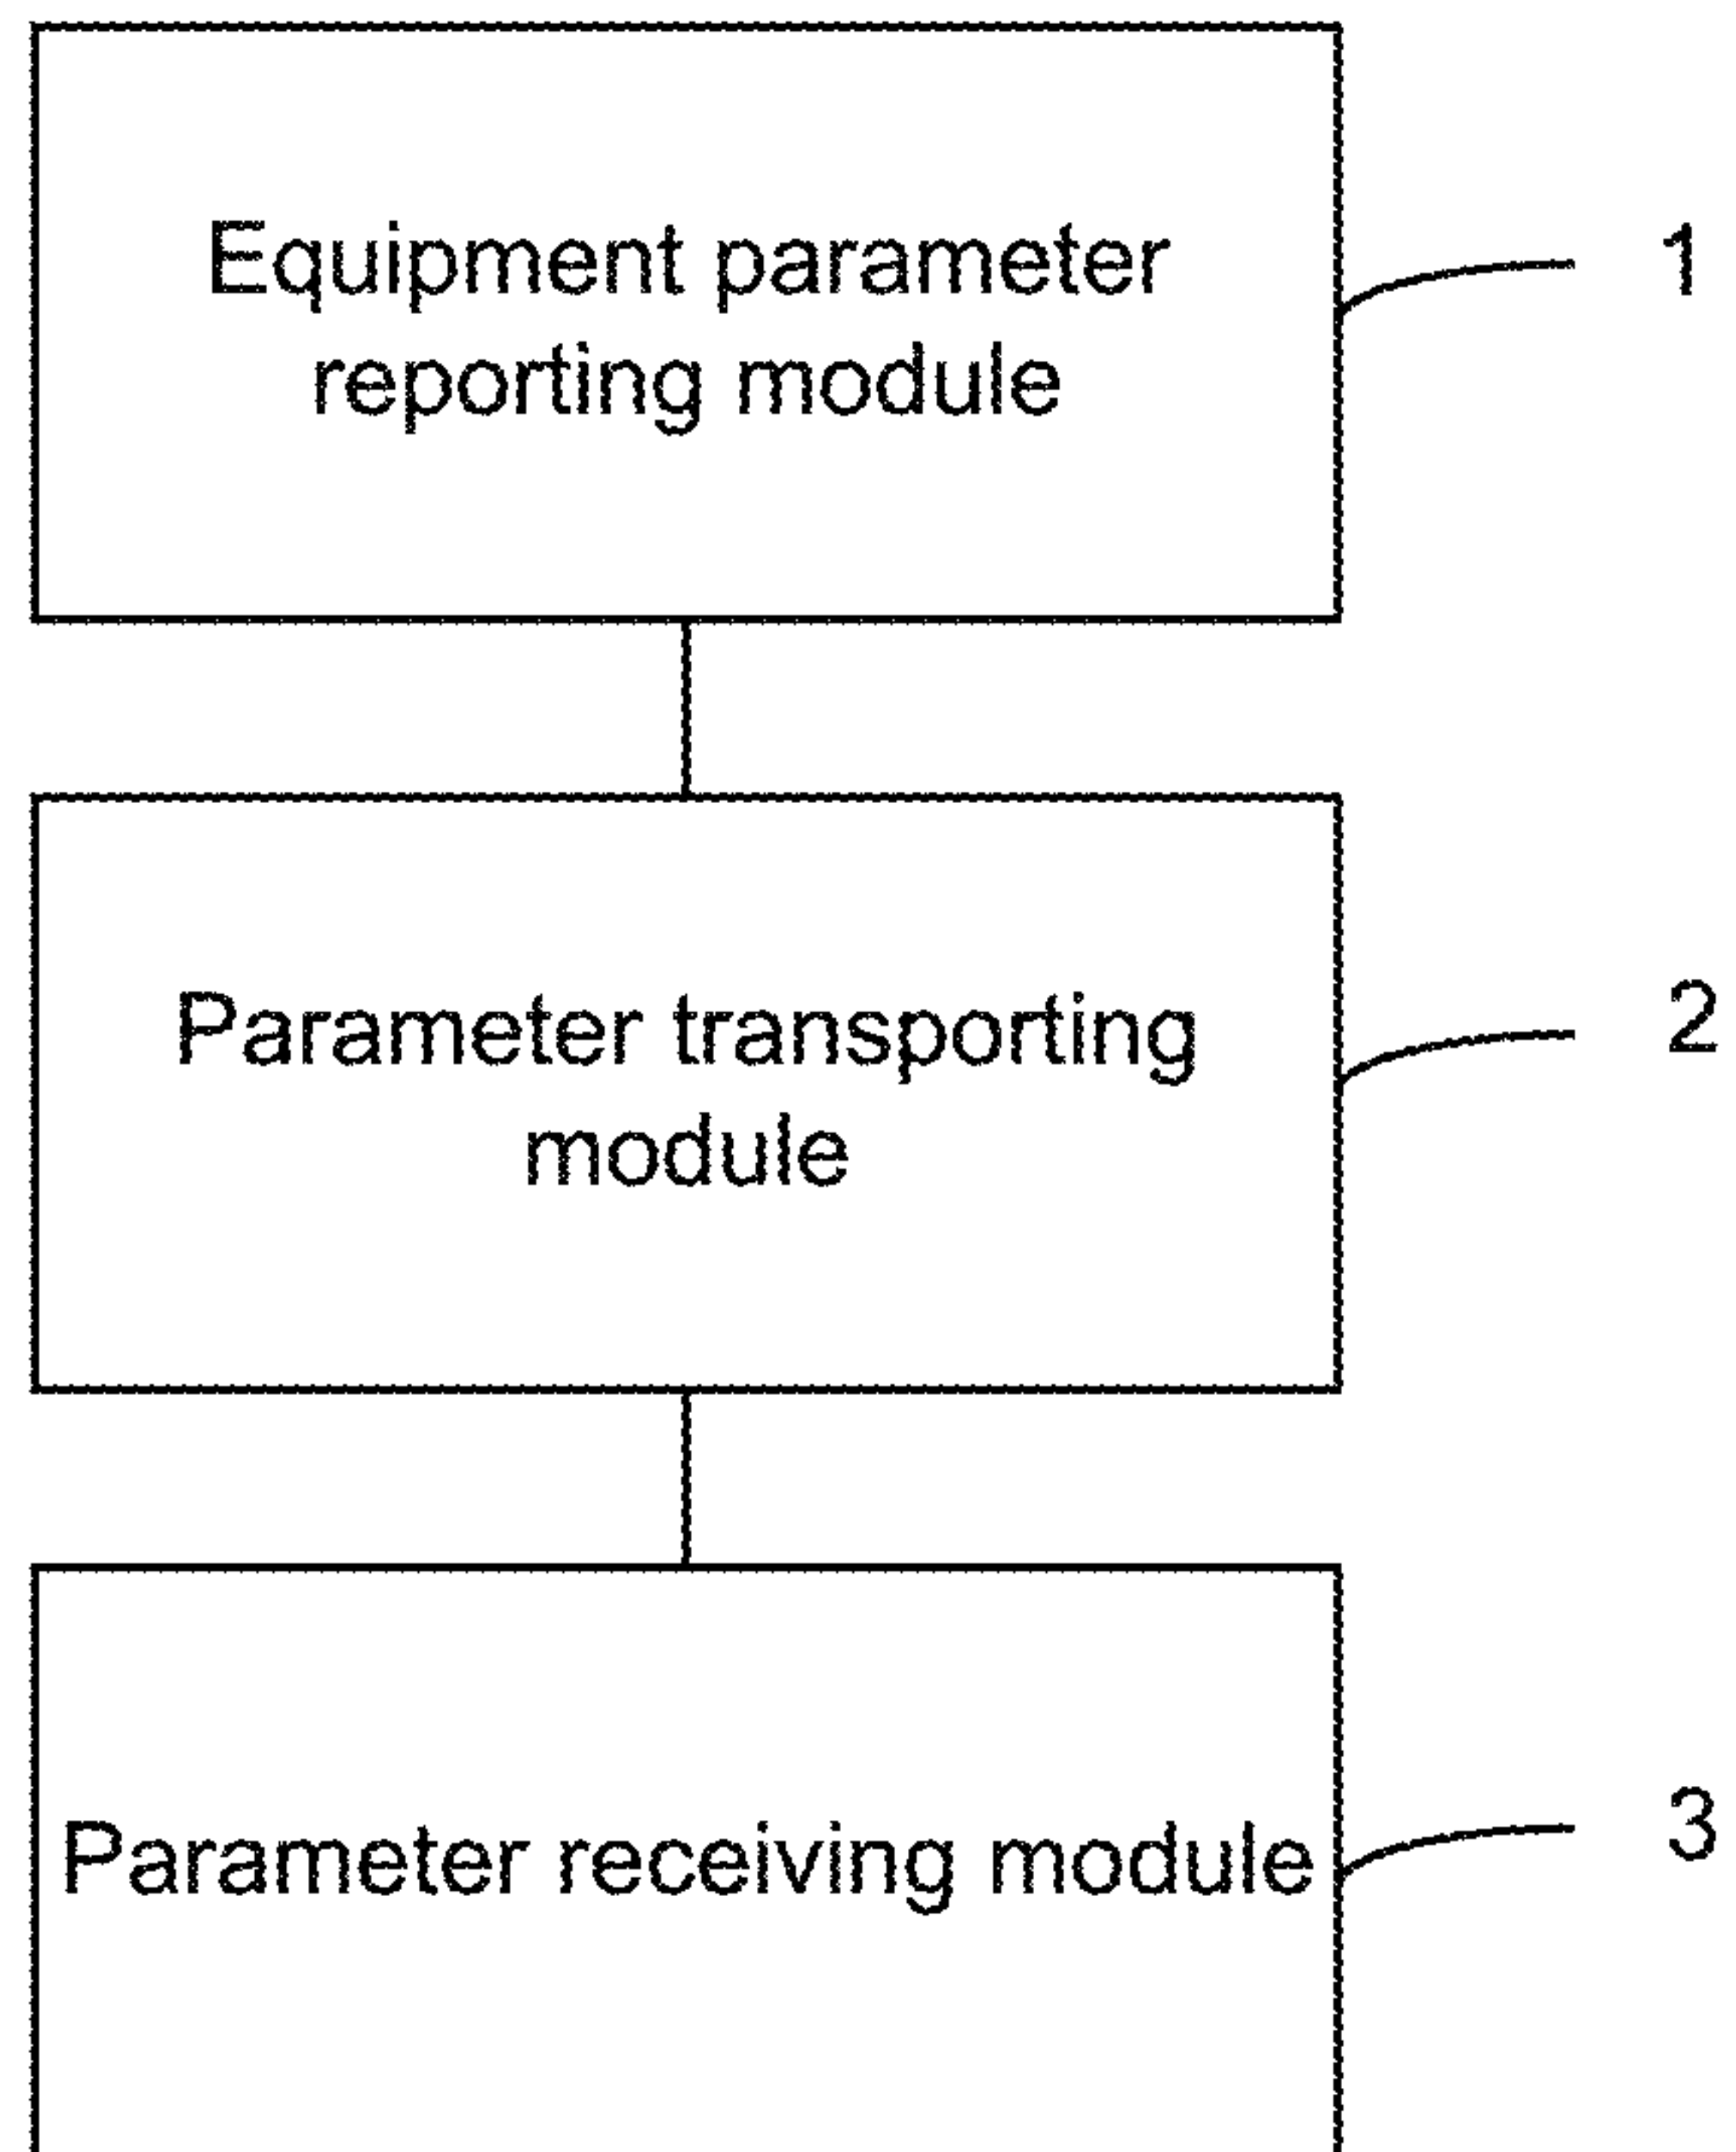 Equipment parameter
reporting module
1
Parameter transporting
module
2
Parameter receiving module
3